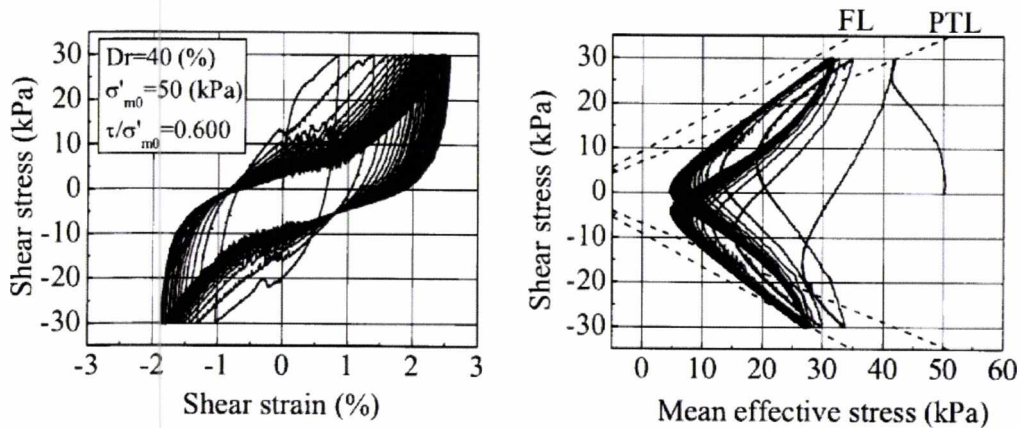 FL PTL
30
20
10
0
-10
-20
-30
Dr=40 (%)
σ'm0=50 (kPa)
τ/σ'm0=0.600
Shear stress (kPa)
-3 -2 -1 0 1 2 3
Shear strain (%)
30
20
10
0
-10
-20
-30
Shear stress (kPa)
0 10 20 30 40 50 60
Mean effective stress (kPa)